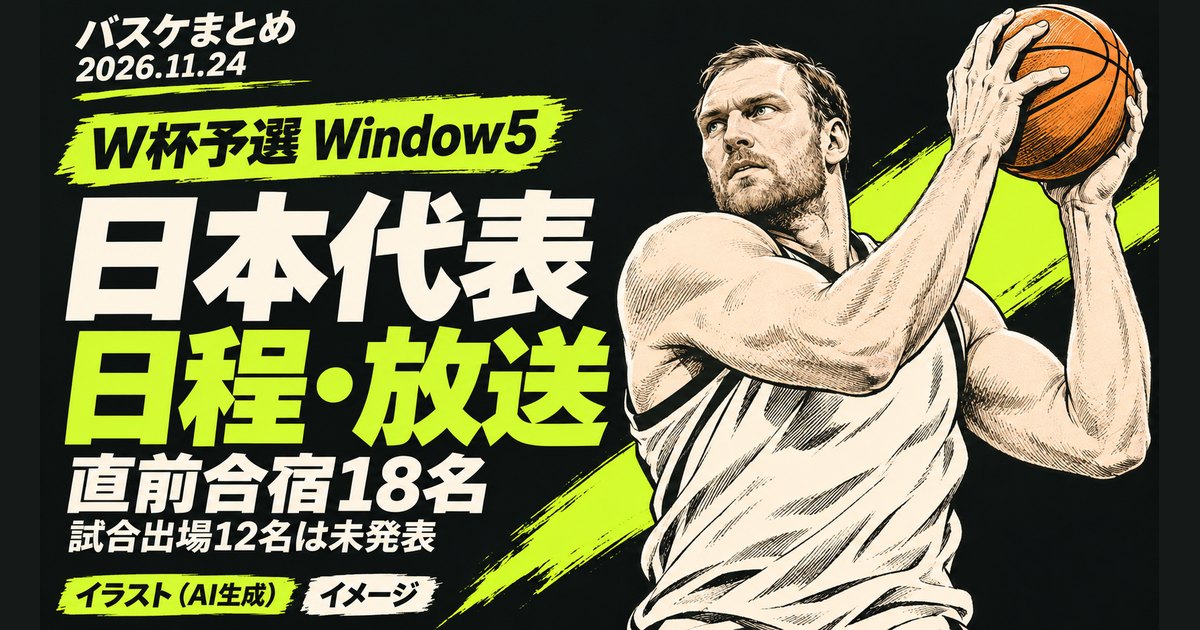 バスケまとめ
2026.11.24
W杯予選 Window5
日本代表
日程・放送
直前合宿18名
試合出場12名は未発表
イラスト（AI生成） イメージ